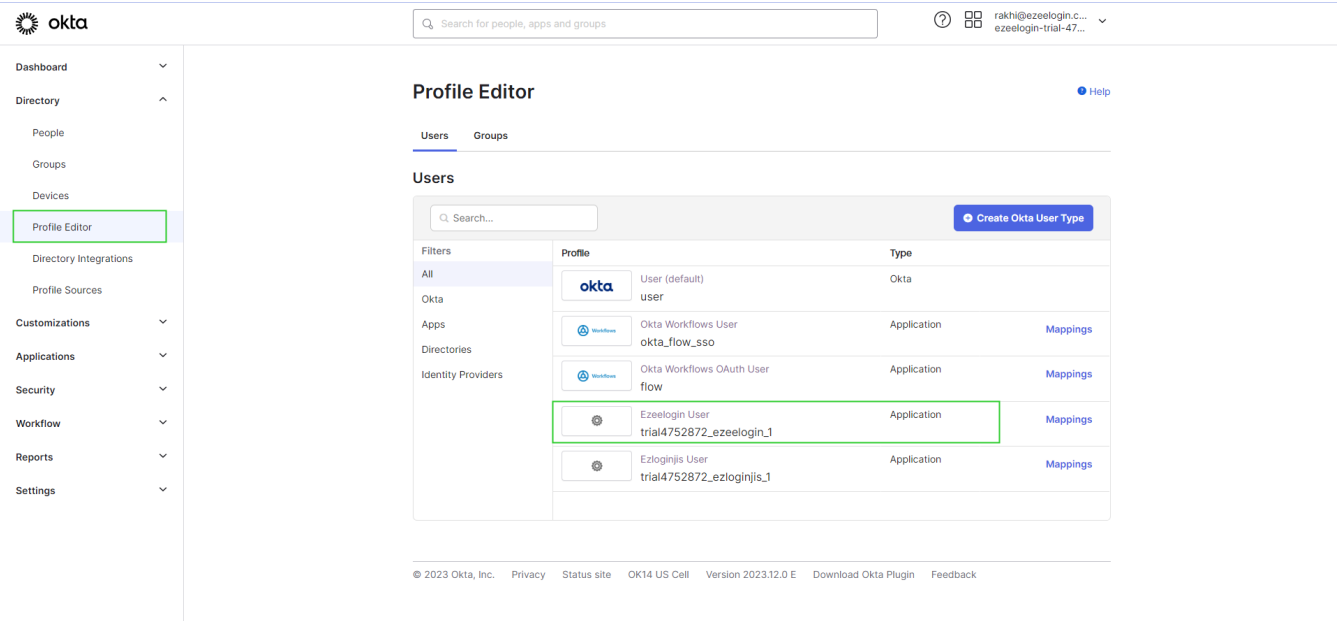 okta
Search for people, apps and groups
rakhi@ezeelogin.c...
ezeelogin-trial-47...
Dashboard
Directory
People
Groups
Devices
Profile Editor
Directory Integrations
Profile Sources
Customizations
Applications
Security
Workflow
Reports
Settings
Profile Editor
Help
Users Groups
Users
Search...
Create Okta User Type
Filters
All
Okta
Apps
Directories
Identity Providers
Profile Type
okta User (default) Okta
user
Workflows Okta Workflows User Application Mappings
okta_flow_sso
Workflows Okta Workflows OAuth User Application Mappings
flow
Ezeelogin User Application Mappings
trial4752872_ezeelogin_1
Ezloginjis User Application Mappings
trial4752872_ezloginjis_1
© 2023 Okta, Inc. Privacy Status site OK14 US Cell Version 2023.12.0 E Download Okta Plugin Feedback